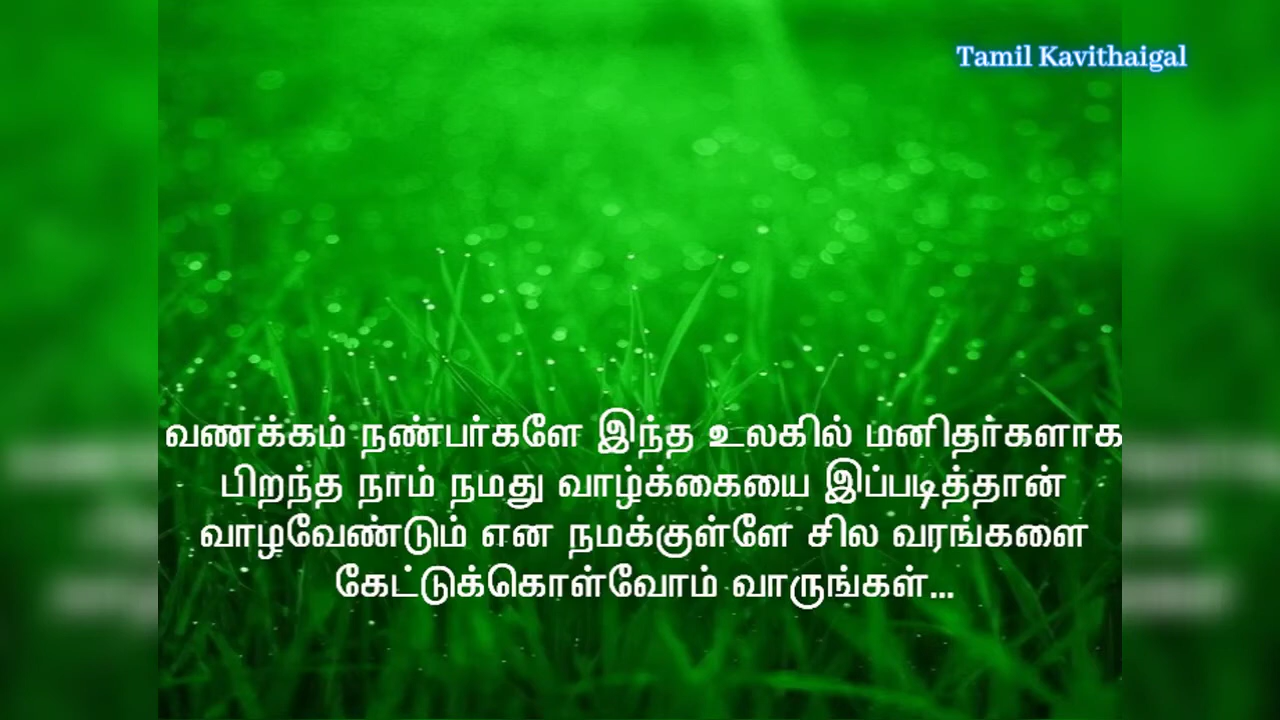 Tamil Kavithaigal
வணக்கம் நண்பர்களே இந்த உலகில் மனிதர்களாக
பிறந்த நாம் நமது வாழ்க்கையை இப்படித்தான்
வாழவேண்டும் என நமக்குள்ளே சில வரங்களை
கேட்டுக்கொள்வோம் வாருங்கள்...